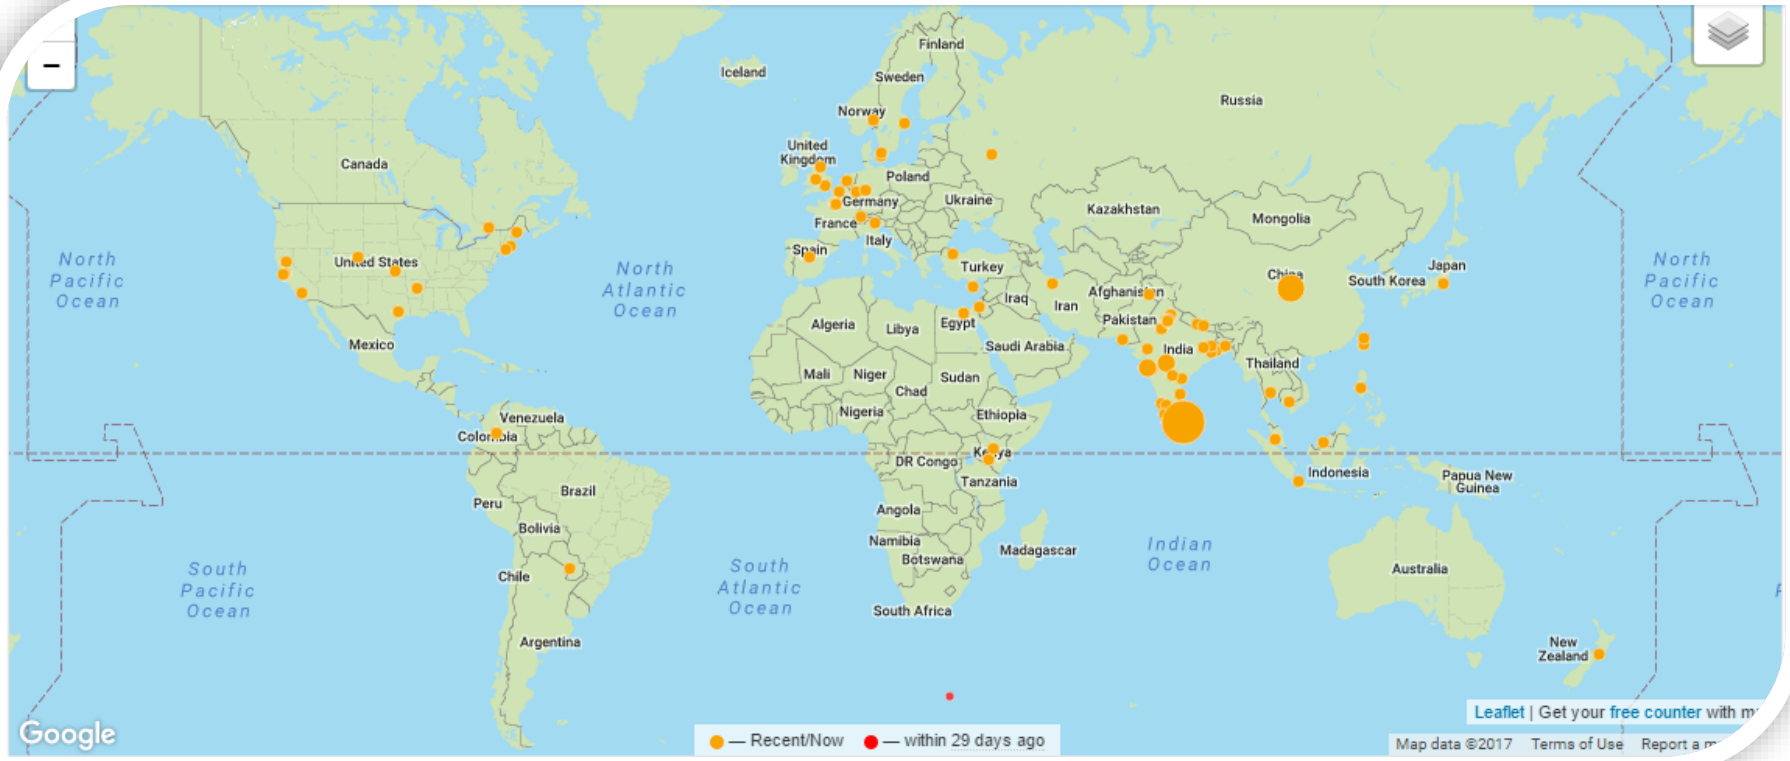 −
Finland
Iceland
Sweden
Russia
Norway
United
Kingdom
Canada
Poland
Ukraine
Germany
Kazakhstan
Mongolia
France
Italy
Spain
North
Pacific
Ocean
United States
North
Atlantic
Ocean
Turkey
China
Japan
South Korea
North
Pacific
Ocean
Afghanistan
Iraq
Iran
Algeria
Libya
Egypt
Pakistan
Mexico
Saudi Arabia
India
Thailand
Mali
Niger
Chad
Sudan
Nigeria
Ethiopia
Venezuela
Colombia
DR Congo
Kenya
Indonesia
Papua New
Guinea
Tanzania
Brazil
Peru
Angola
Bolivia
Namibia
Botswana
Madagascar
Indian
Ocean
Chile
South
Pacific
Ocean
South
Atlantic
Ocean
Australia
South Africa
Argentina
New
Zealand
Leaflet | Get your free counter with
Google
— Recent/Now — within 29 days ago
Map data ©2017 Terms of Use Report a